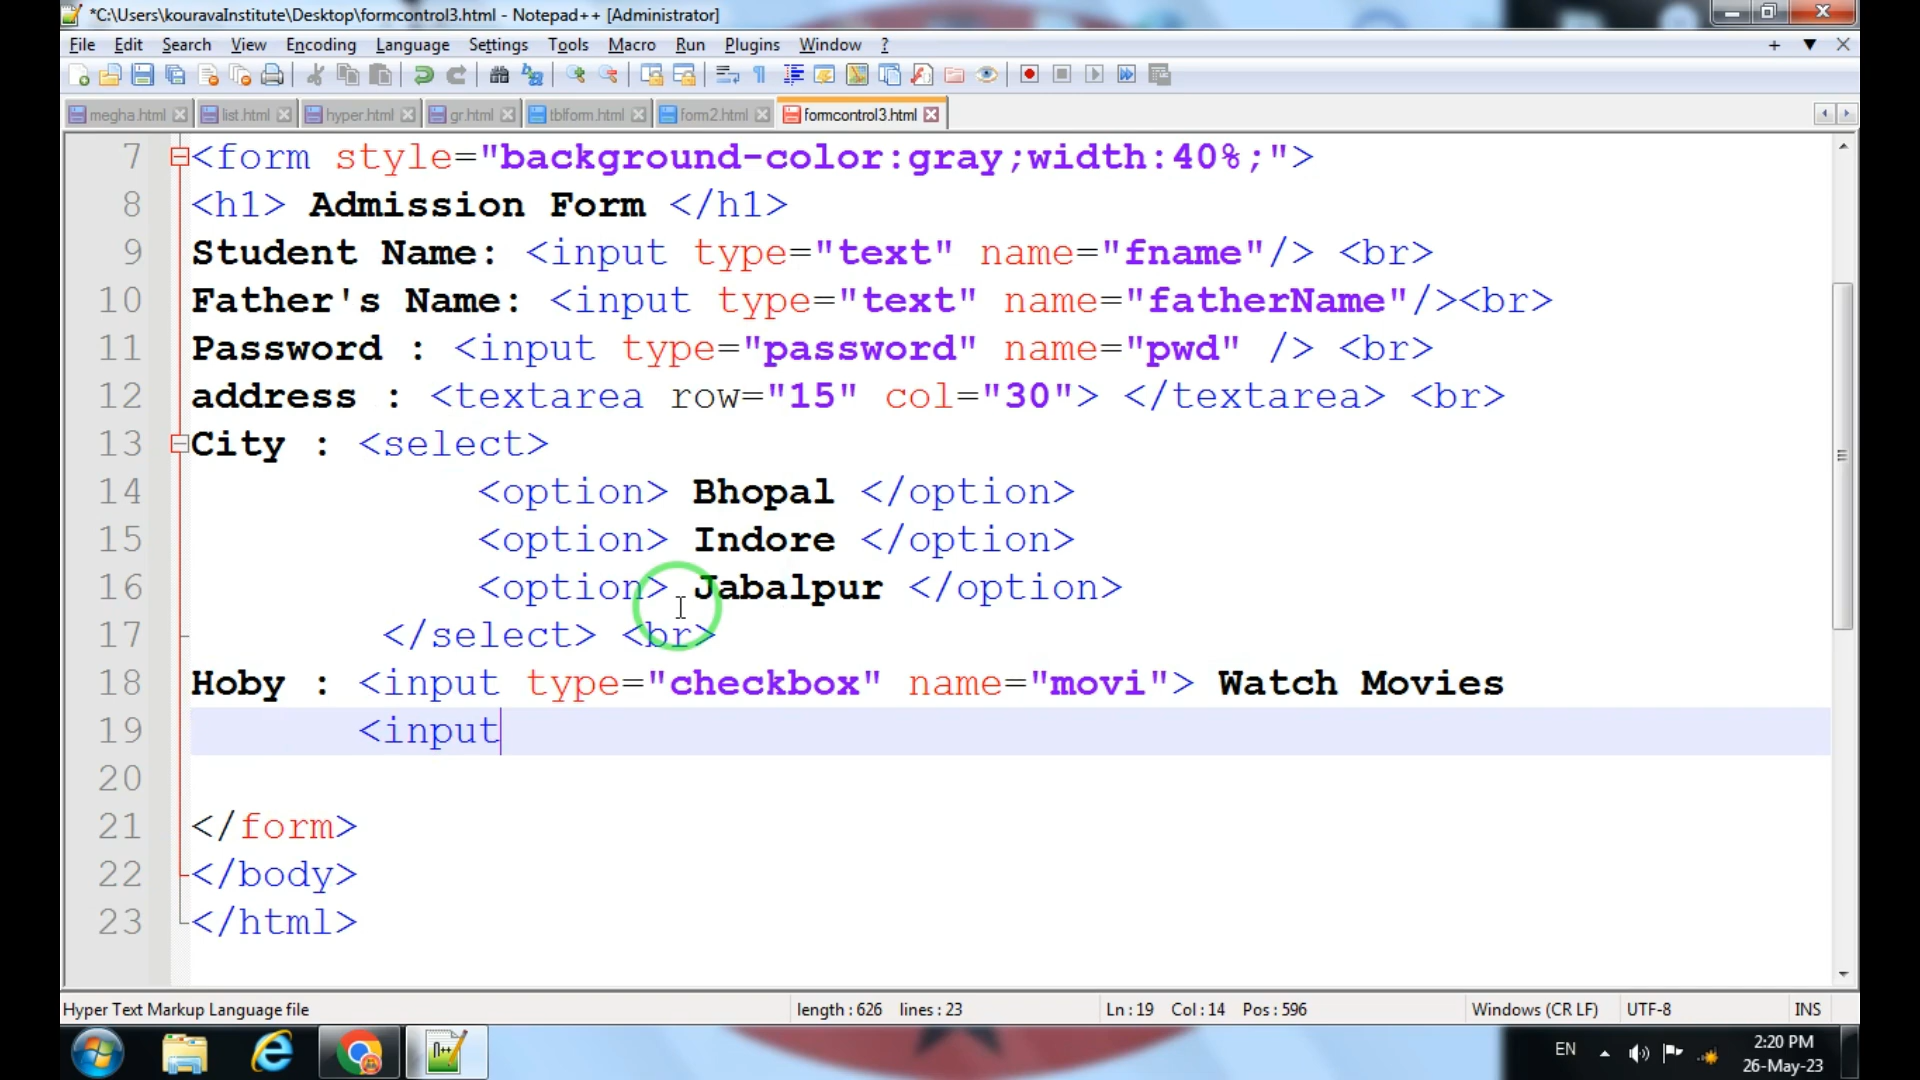 *C:\Users\kouravaInstitute\Desktop\formcontrol3.html - Notepad++ [Administrator]
File Edit Search View Encoding Language Settings Tools Macro Run Plugins Window ?
megha.html list.html hyper.html gr.html tblform.html form2.html formcontrol3.html
7 <form style="background-color:gray;width:40%;">
8 <h1> Admission Form </h1>
9 Student Name: <input type="text" name="fname"/> <br>
10 Father's Name: <input type="text" name="fatherName"/><br>
11 Password : <input type="password" name="pwd" /> <br>
12 address : <textarea row="15" col="30"> </textarea> <br>
13 City : <select>
14 <option> Bhopal </option>
15 <option> Indore </option>
16 <option> Jabalpur </option>
17 </select> <br>
18 Hoby : <input type="checkbox" name="movi"> Watch Movies
19 <input
20
21 </form>
22 </body>
23 </html>
Hyper Text Markup Language file length : 626 lines : 23 Ln : 19 Col : 14 Pos : 596 Windows (CR LF) UTF-8 INS
EN 2:20 PM
26-May-23